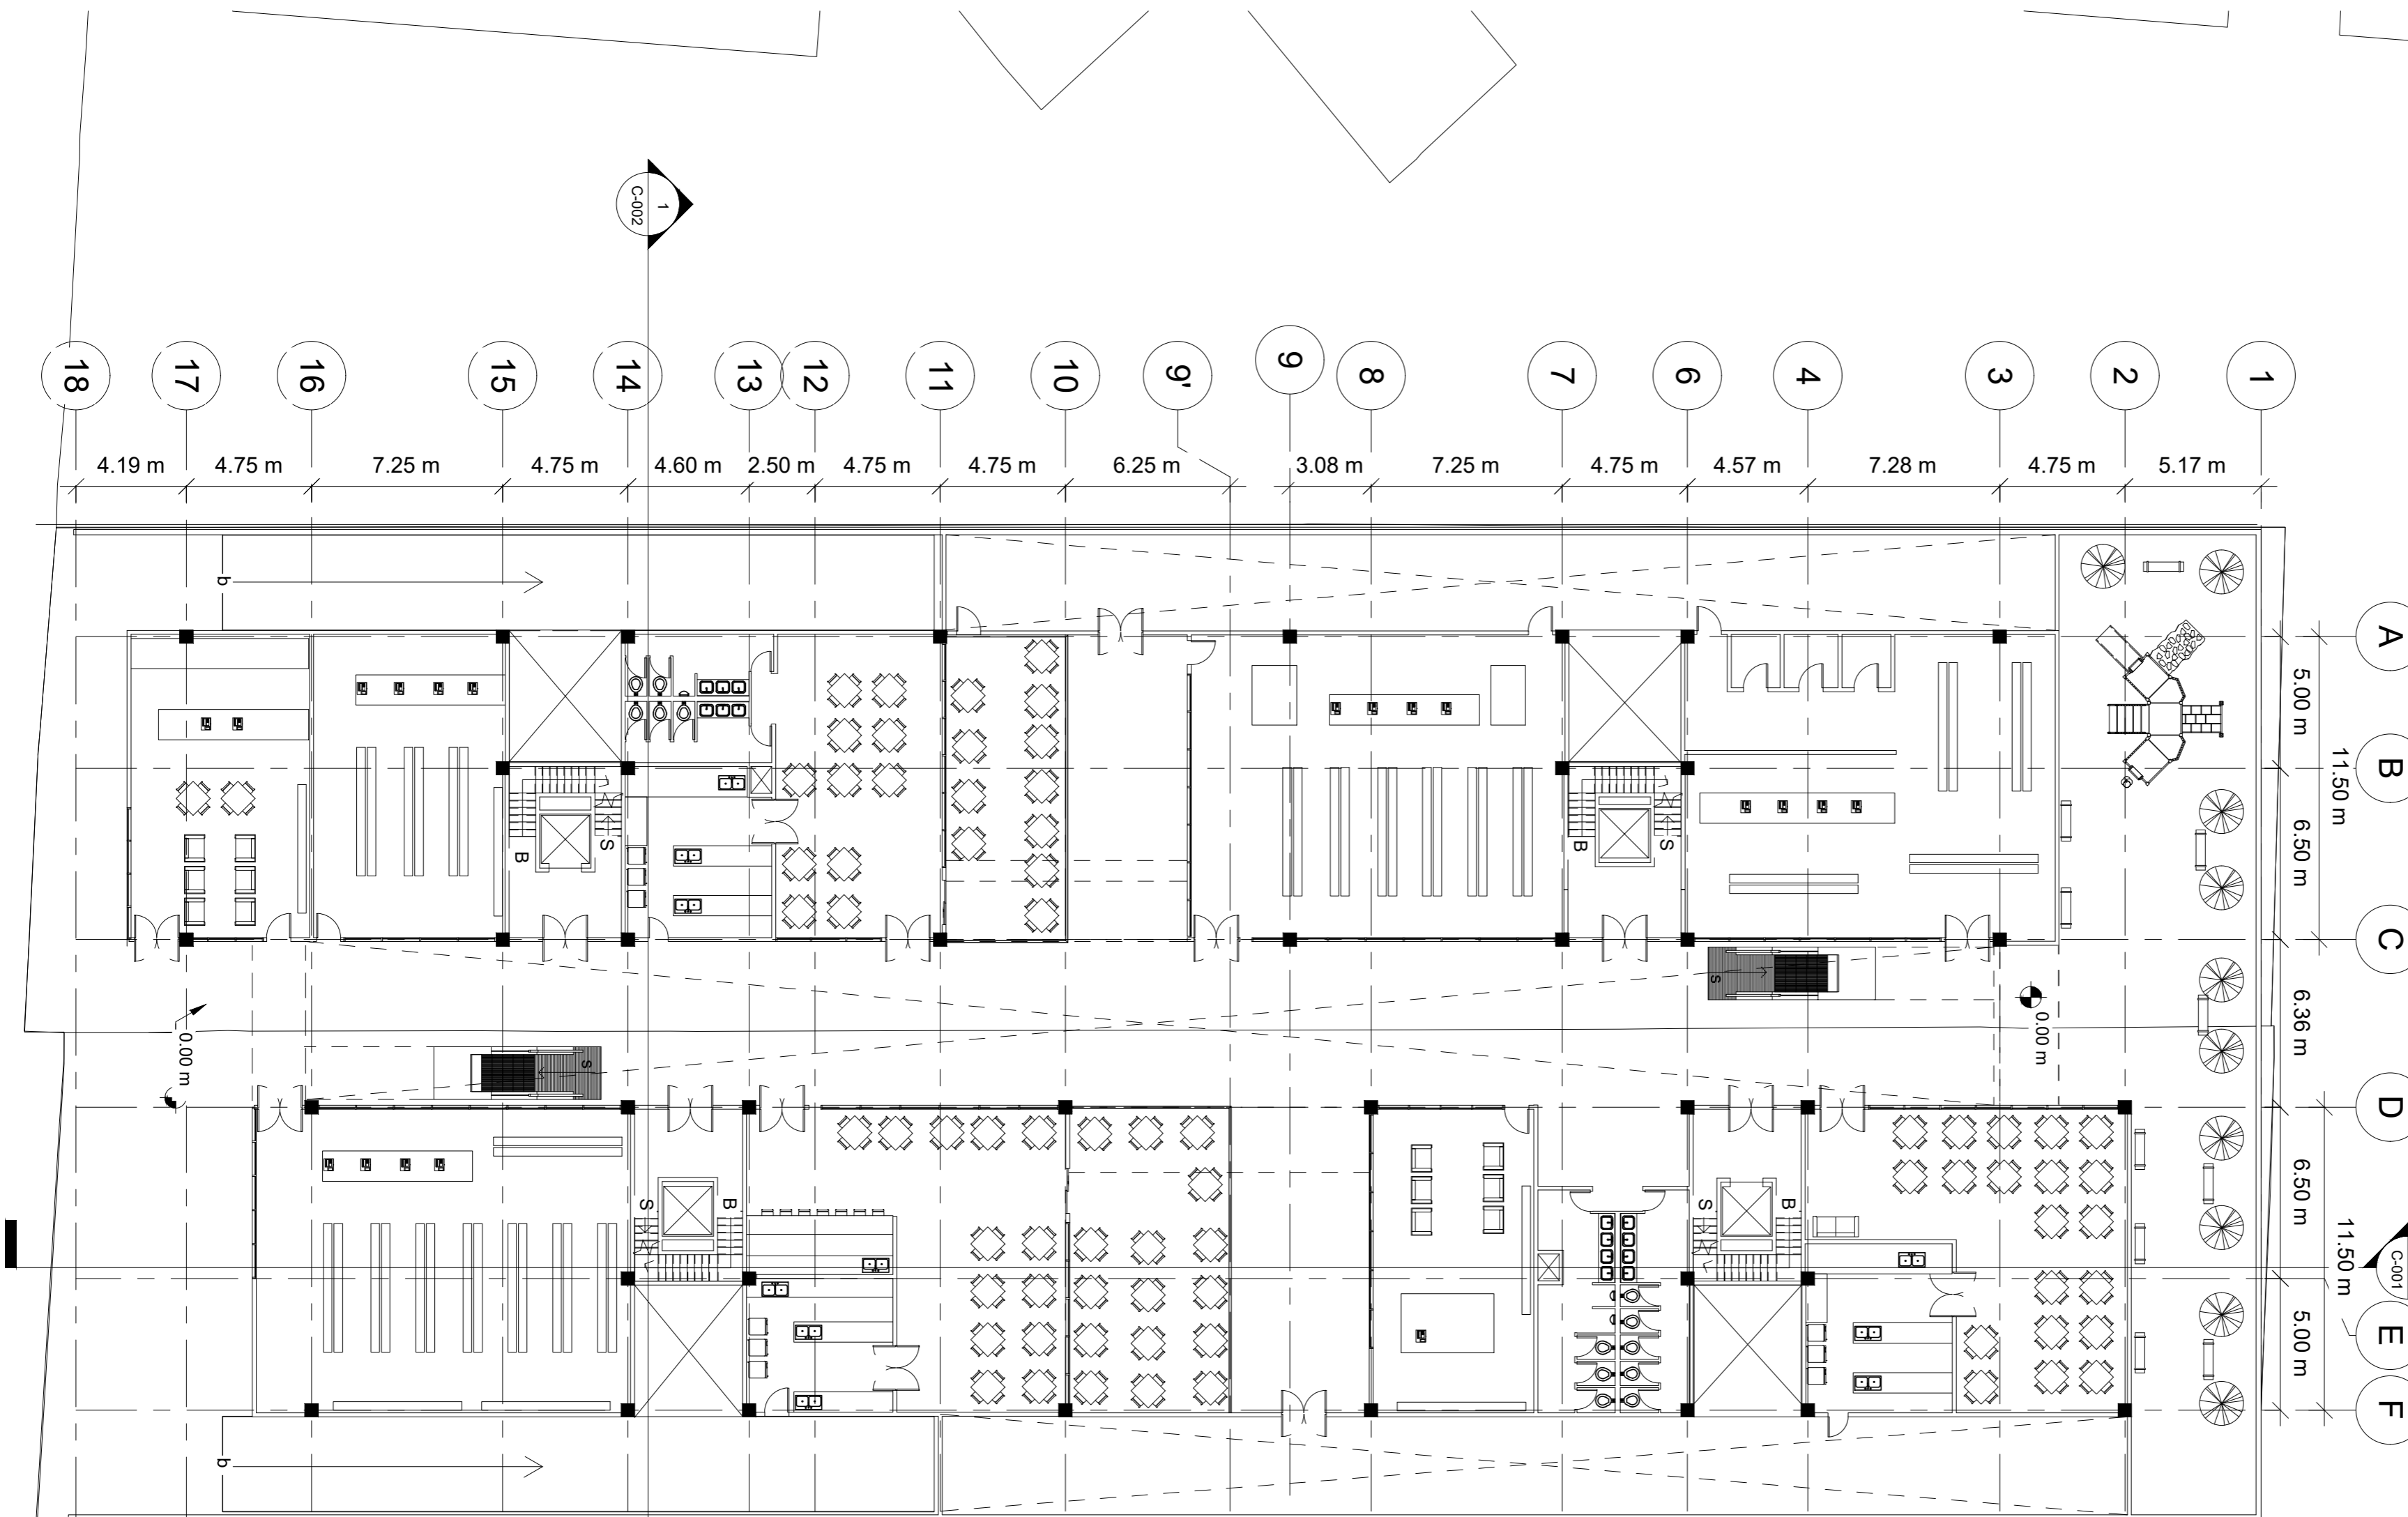 1
C-002
18
17
16
15
14
13
12
11
10
9'
9
8
7
6
4
3
2
1
4.19 m
4.75 m
7.25 m
4.75 m
4.60 m
2.50 m
4.75 m
4.75 m
6.25 m
3.08 m
7.25 m
4.75 m
4.57 m
7.28 m
4.75 m
5.17 m
A
B
C
D
E
F
5.00 m
6.50 m
11.50 m
6.36 m
6.50 m
5.00 m
11.50 m
C-001
b
B
S
B
S
s
0.00 m
0.00 m
s
S
B
S
B
b